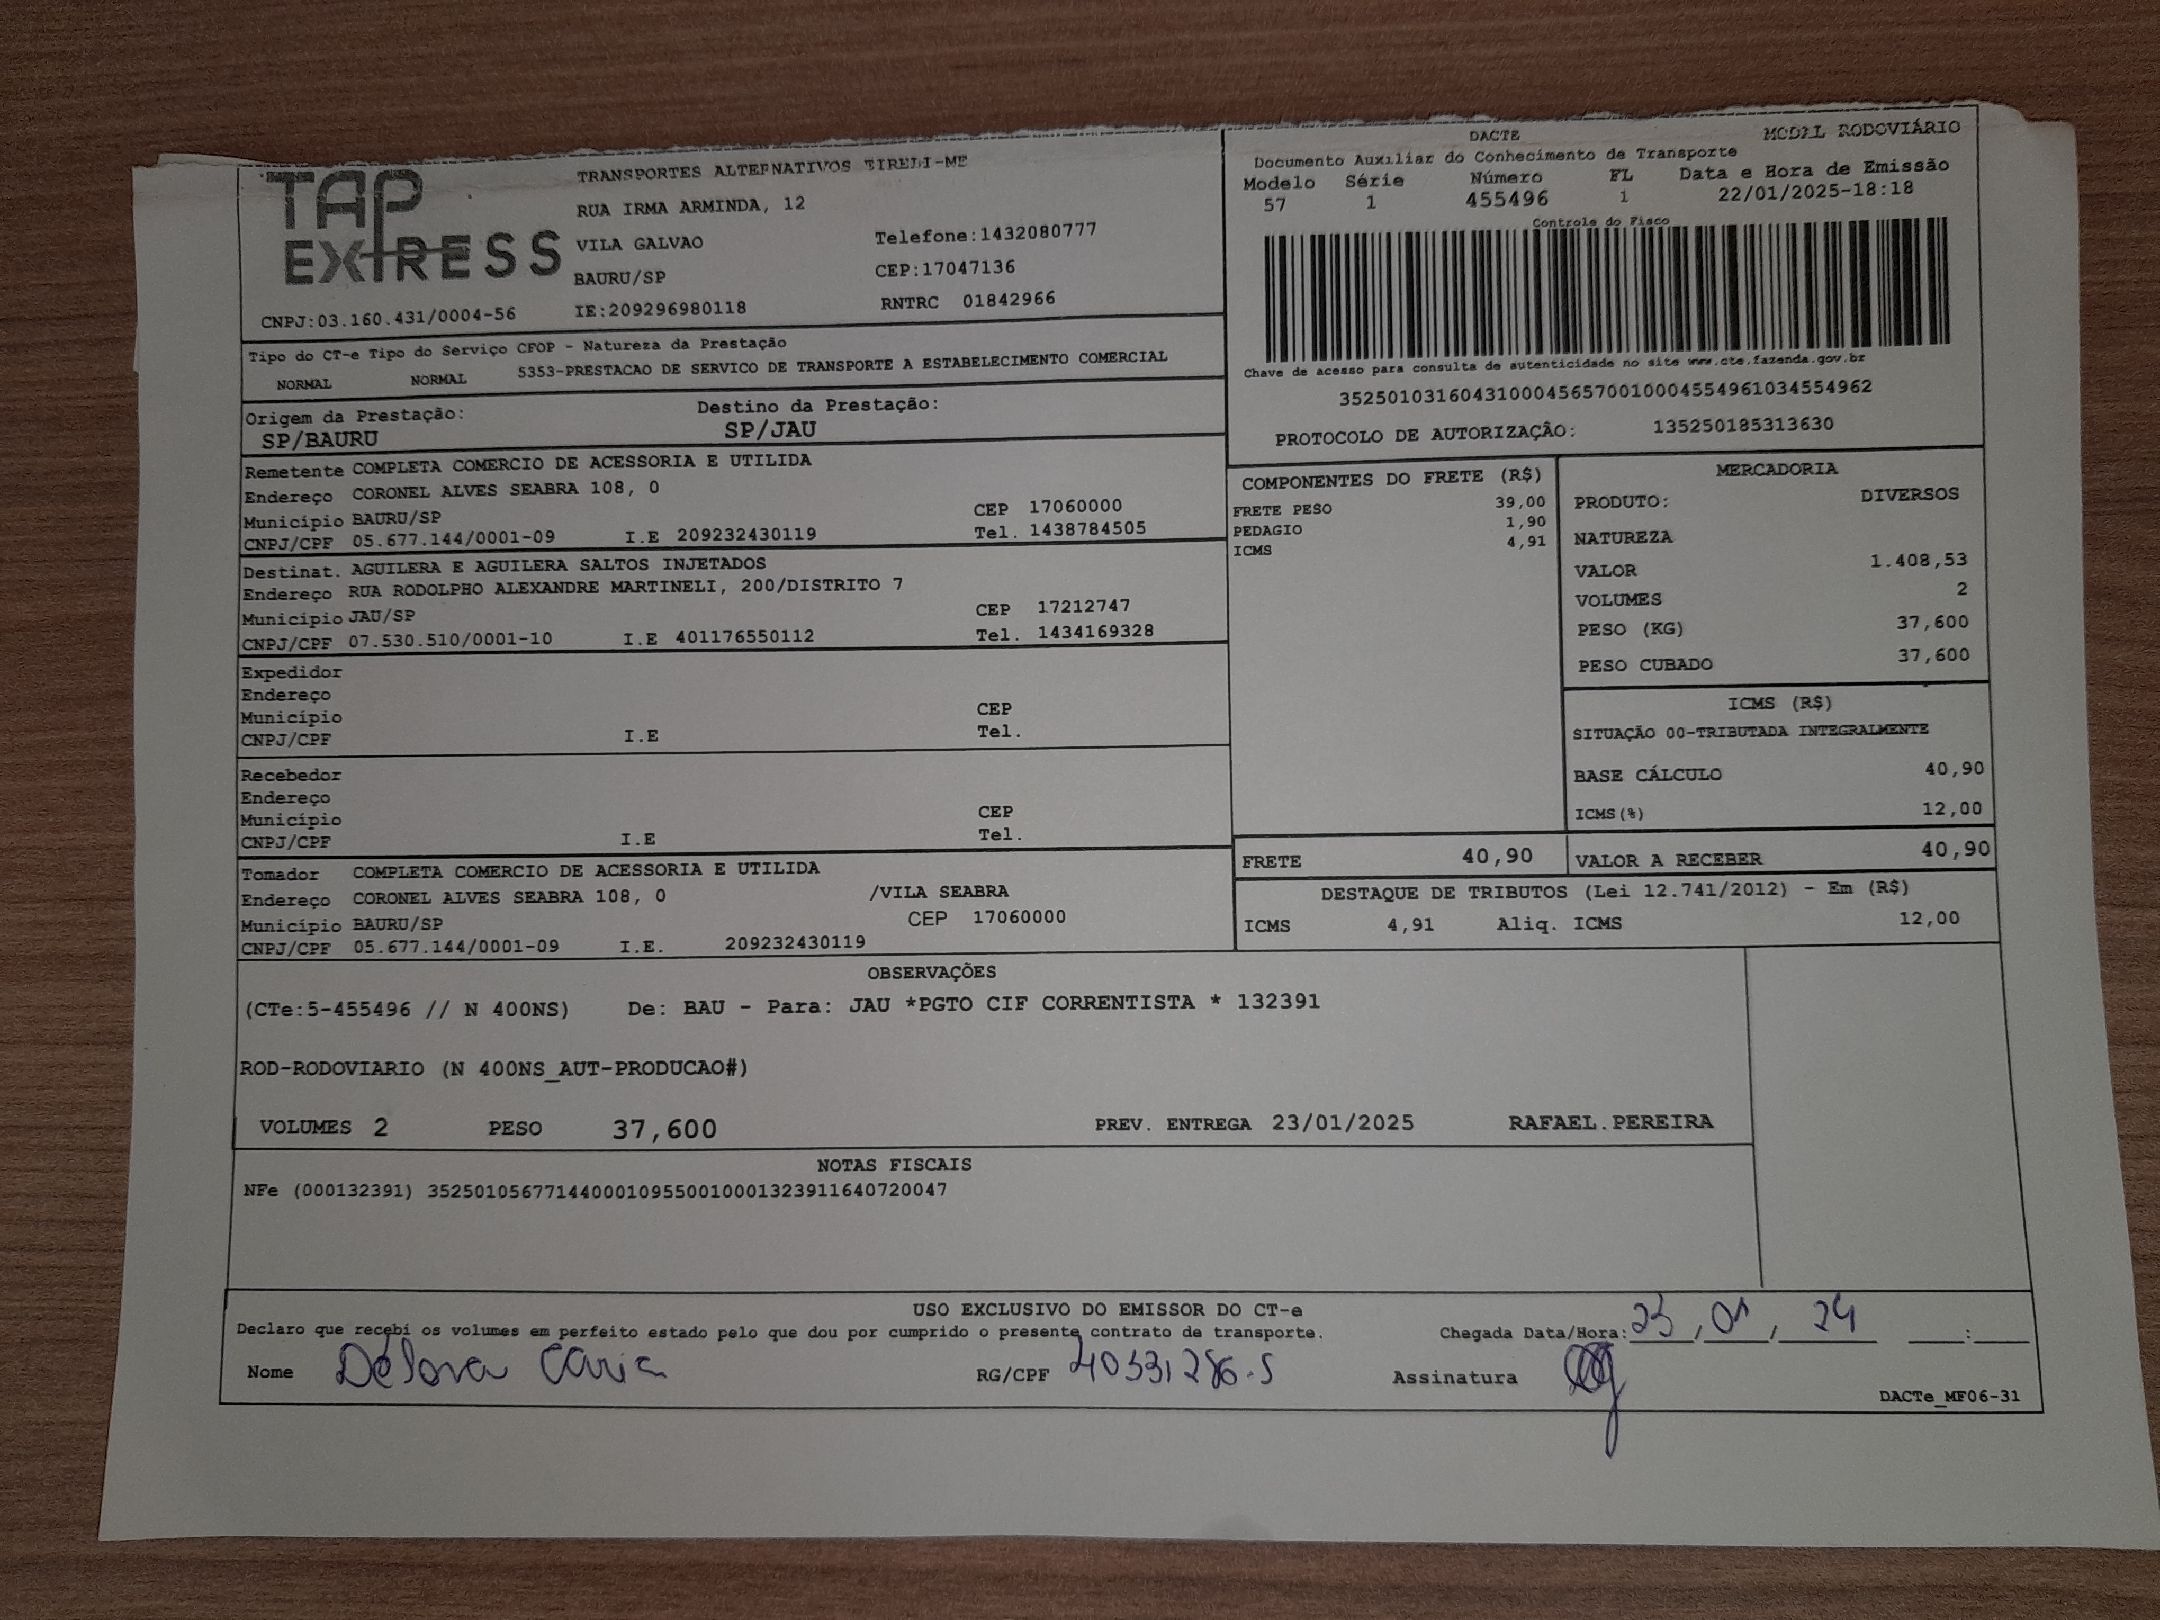 TAP EXPRESS
TRANSPORTES ALTERNATIVOS EIRELI-ME
RUA IRMA ARMINDA, 12
VILA GALVAO Telefone:1432080777
BAURU/SP CEP:17047136
CNPJ:03.160.431/0004-56 IE:209296980118 RNTRC 01842966
DACTE MODAL RODOVIÁRIO
Documento Auxiliar do Conhecimento de Transporte
Modelo Série Número FL Data e Hora de Emissão
57 1 455496 1 22/01/2025-18:18
Controle do Fisco
Chave de acesso para consulta de autenticidade no site www.cte.fazenda.gov.br
35250103160431000456570010004554961034554962
PROTOCOLO DE AUTORIZAÇÃO: 135250185313630
Tipo do CT-e Tipo do Serviço CFOP - Natureza da Prestação
NORMAL NORMAL 5353-PRESTACAO DE SERVICO DE TRANSPORTE A ESTABELECIMENTO COMERCIAL
Origem da Prestação: Destino da Prestação:
SP/BAURU SP/JAU
Remetente COMPLETA COMERCIO DE ACESSORIA E UTILIDA
Endereço CORONEL ALVES SEABRA 108, 0
Município BAURU/SP CEP 17060000
CNPJ/CPF 05.677.144/0001-09 I.E 209232430119 Tel. 1438784505
Destinat. AGUILERA E AGUILERA SALTOS INJETADOS
Endereço RUA RODOLPHO ALEXANDRE MARTINELI, 200/DISTRITO 7
Município JAU/SP CEP 17212747
CNPJ/CPF 07.530.510/0001-10 I.E 401176550112 Tel. 1434169328
Expedidor
Endereço
Município CEP
CNPJ/CPF I.E Tel.
Recebedor
Endereço
Município CEP
CNPJ/CPF I.E Tel.
Tomador COMPLETA COMERCIO DE ACESSORIA E UTILIDA
Endereço CORONEL ALVES SEABRA 108, 0 /VILA SEABRA
Município BAURU/SP CEP 17060000
CNPJ/CPF 05.677.144/0001-09 I.E. 209232430119
COMPONENTES DO FRETE (R$)
FRETE PESO 39,00
PEDAGIO 1,90
ICMS 4,91
MERCADORIA
PRODUTO: DIVERSOS
NATUREZA
VALOR 1.408,53
VOLUMES 2
PESO (KG) 37,600
PESO CUBADO 37,600
ICMS (R$)
SITUAÇÃO 00-TRIBUTADA INTEGRALMENTE
BASE CÁLCULO 40,90
ICMS(%) 12,00
FRETE 40,90 VALOR A RECEBER 40,90
DESTAQUE DE TRIBUTOS (Lei 12.741/2012) - Em (R$)
ICMS 4,91 Aliq. ICMS 12,00
OBSERVAÇÕES
(CTe:5-455496 // N 400NS) De: BAU - Para: JAU *PGTO CIF CORRENTISTA * 132391
ROD-RODOVIARIO (N 400NS_AUT-PRODUCAO#)
VOLUMES 2 PESO 37,600 PREV. ENTREGA 23/01/2025 RAFAEL.PEREIRA
NOTAS FISCAIS
NFe (000132391) 35250105677144000109550010001323911640720047
USO EXCLUSIVO DO EMISSOR DO CT-e
Declaro que recebi os volumes em perfeito estado pelo que dou por cumprido o presente contrato de transporte. Chegada Data/Hora: 23, 01, 24 :
Nome RG/CPF 40331286-5 Assinatura
DACTe_MF06-31